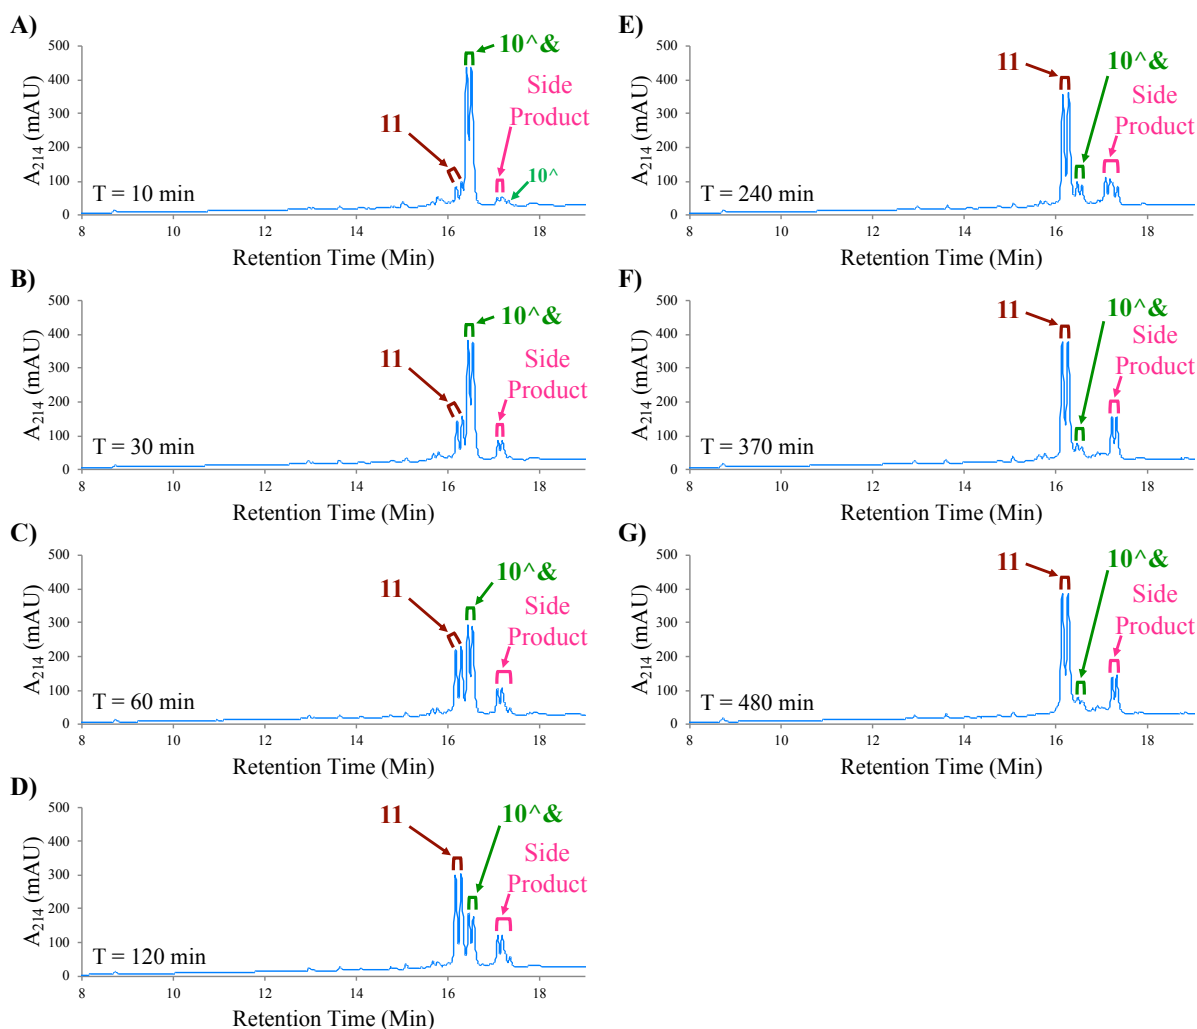 A)
500
400
300
200
100
0
A214 (mAU)
11
10^&
Side
Product
10^
T = 10 min
8 10 12 14 16 18
Retention Time (Min)
B)
500
400
300
200
100
0
A214 (mAU)
11
10^&
Side
Product
T = 30 min
8 10 12 14 16 18
Retention Time (Min)
C)
500
400
300
200
100
0
A214 (mAU)
11
10^&
Side
Product
T = 60 min
8 10 12 14 16 18
Retention Time (Min)
D)
500
400
300
200
100
0
A214 (mAU)
11
10^&
Side
Product
T = 120 min
8 10 12 14 16 18
Retention Time (Min)
E)
500
400
300
200
100
0
A214 (mAU)
11
10^&
Side
Product
T = 240 min
8 10 12 14 16 18
Retention Time (Min)
F)
500
400
300
200
100
0
A214 (mAU)
11
10^&
Side
Product
T = 370 min
8 10 12 14 16 18
Retention Time (Min)
G)
500
400
300
200
100
0
A214 (mAU)
11
10^&
Side
Product
T = 480 min
8 10 12 14 16 18
Retention Time (Min)